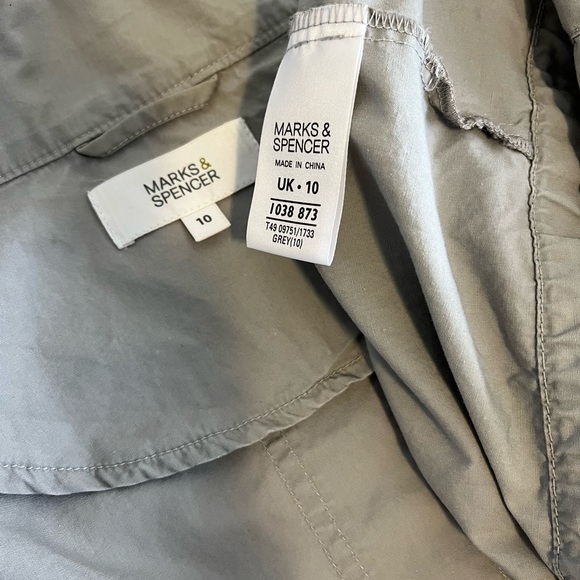 MARKS &
SPENCER
10
MARKS &
SPENCER
MADE IN CHINA
UK • 10
1038 873
T49 09751/1733
GREY(10)